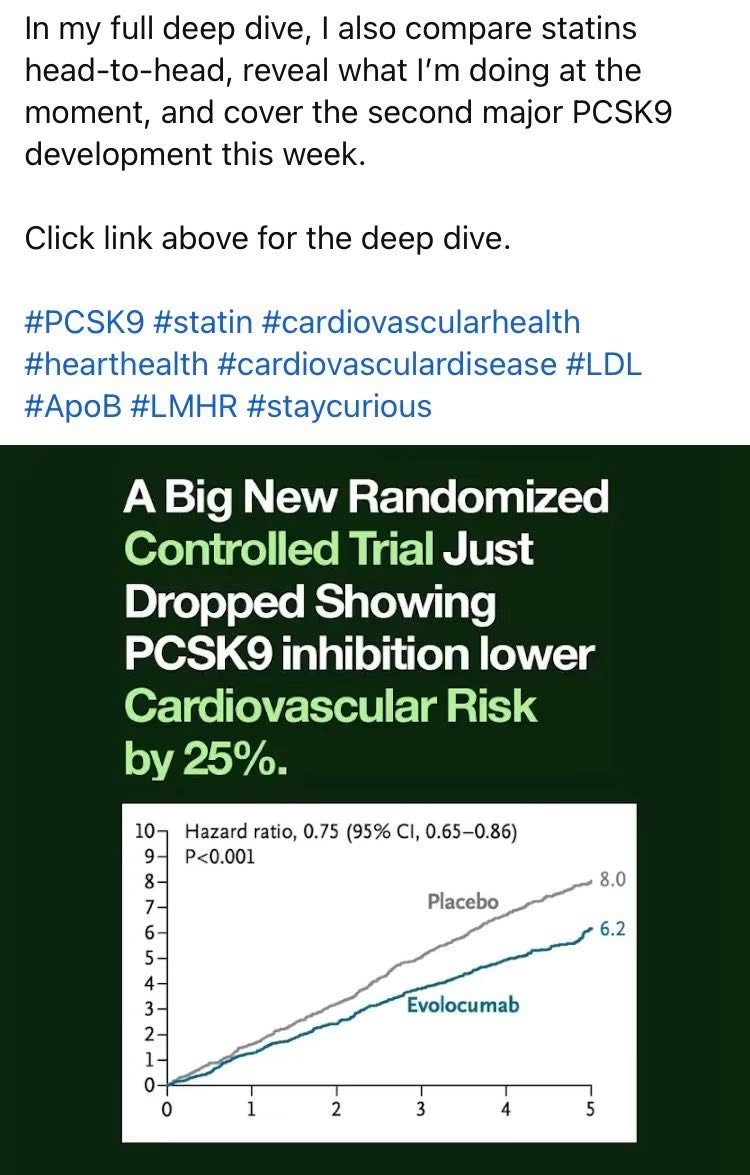 In my full deep dive, I also compare statins
head-to-head, reveal what I’m doing at the
moment, and cover the second major PCSK9
development this week.
Click link above for the deep dive.
#PCSK9 #statin #cardiovascularhealth
#hearthealth #cardiovasculardisease #LDL
#ApoB #LMHR #staycurious
A Big New Randomized
Controlled Trial Just
Dropped Showing
PCSK9 inhibition lower
Cardiovascular Risk
by 25%.
10 Hazard ratio, 0.75 (95% CI, 0.65–0.86)
9 P<0.001
8 8.0
7 Placebo
6 6.2
5
4
3 Evolocumab
2
1
0
0 1 2 3 4 5